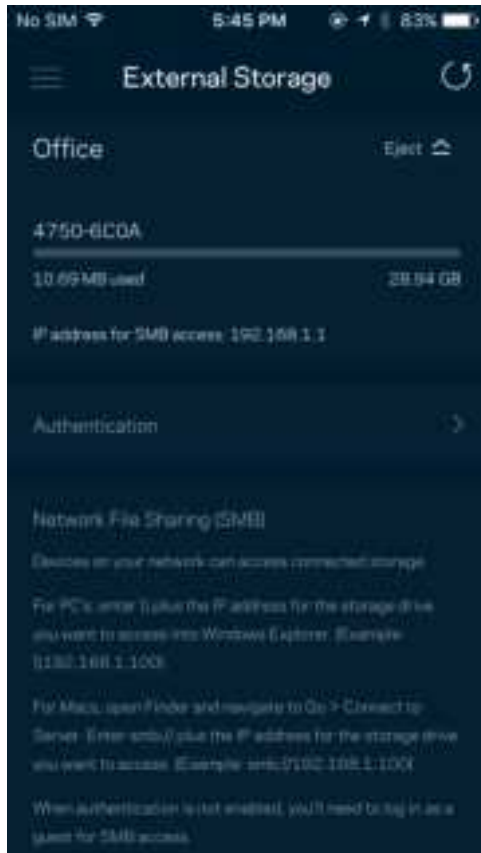 No SIM 5:45 PM 83%
External Storage
Office Eject
4750-6C0A
10.69 MB used 28.94 GB
IP address for SMB access: 192.168.1.1
Authentication
Network File Sharing (SMB)
Devices on your network can access connected storage.
For PC's, enter \\ plus the IP address for the storage drive
you want to access into Windows Explorer. (Example:
\\192.168.1.100)
For Macs, open Finder and navigate to Go > Connect to
Server. Enter smb:// plus the IP address for the storage drive
you want to access. (Example: smb://192.168.1.100)
When authentication is not enabled, you'll need to log in as a
guest for SMB access.